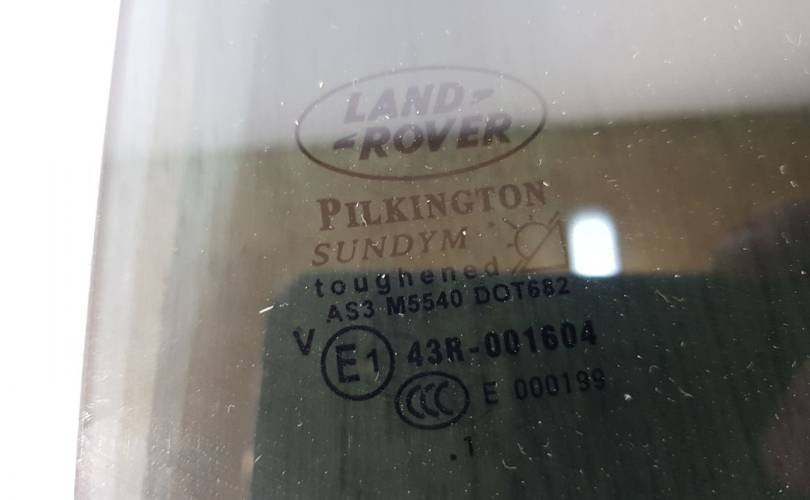 LAND-
-ROVER
PILKINGTON
SUNDYM
toughened
AS3 M5540 DOT682
V E1 43R-001604
CCC E 000199
.1